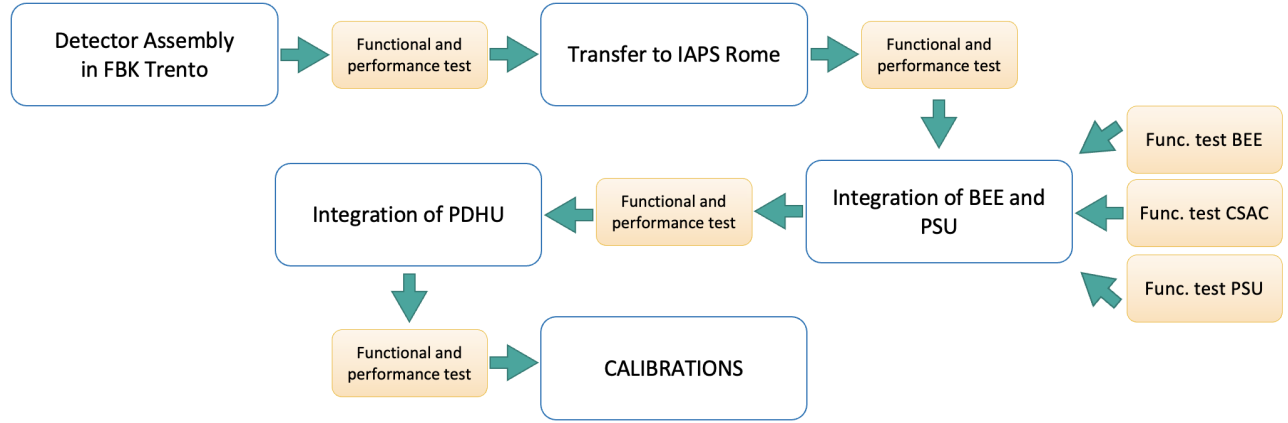 Detector Assembly
in FBK Trento
Functional and
performance test
Transfer to IAPS Rome
Functional and
performance test
Func. test BEE
Func. test CSAC
Func. test PSU
Integration of BEE and
PSU
Functional and
performance test
Integration of PDHU
Functional and
performance test
CALIBRATIONS